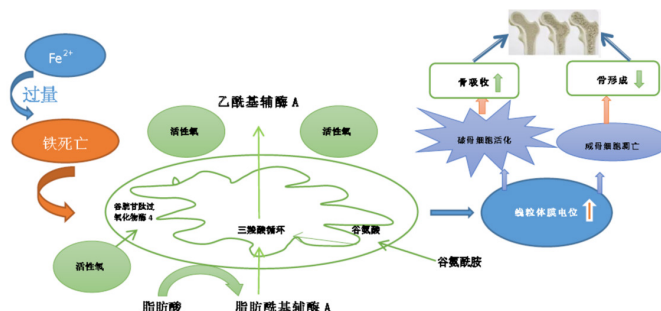 Fe²⁺
过量
铁死亡
乙酰基辅酶 A
活性氧
活性氧
谷胱甘肽过
氧化物酶 4
三羧酸循环
谷氨酸
活性氧
脂肪酸
脂肪酰基辅酶 A
谷氨酰胺
骨吸收
骨形成
破骨细胞活化
成骨细胞凋亡
线粒体膜电位